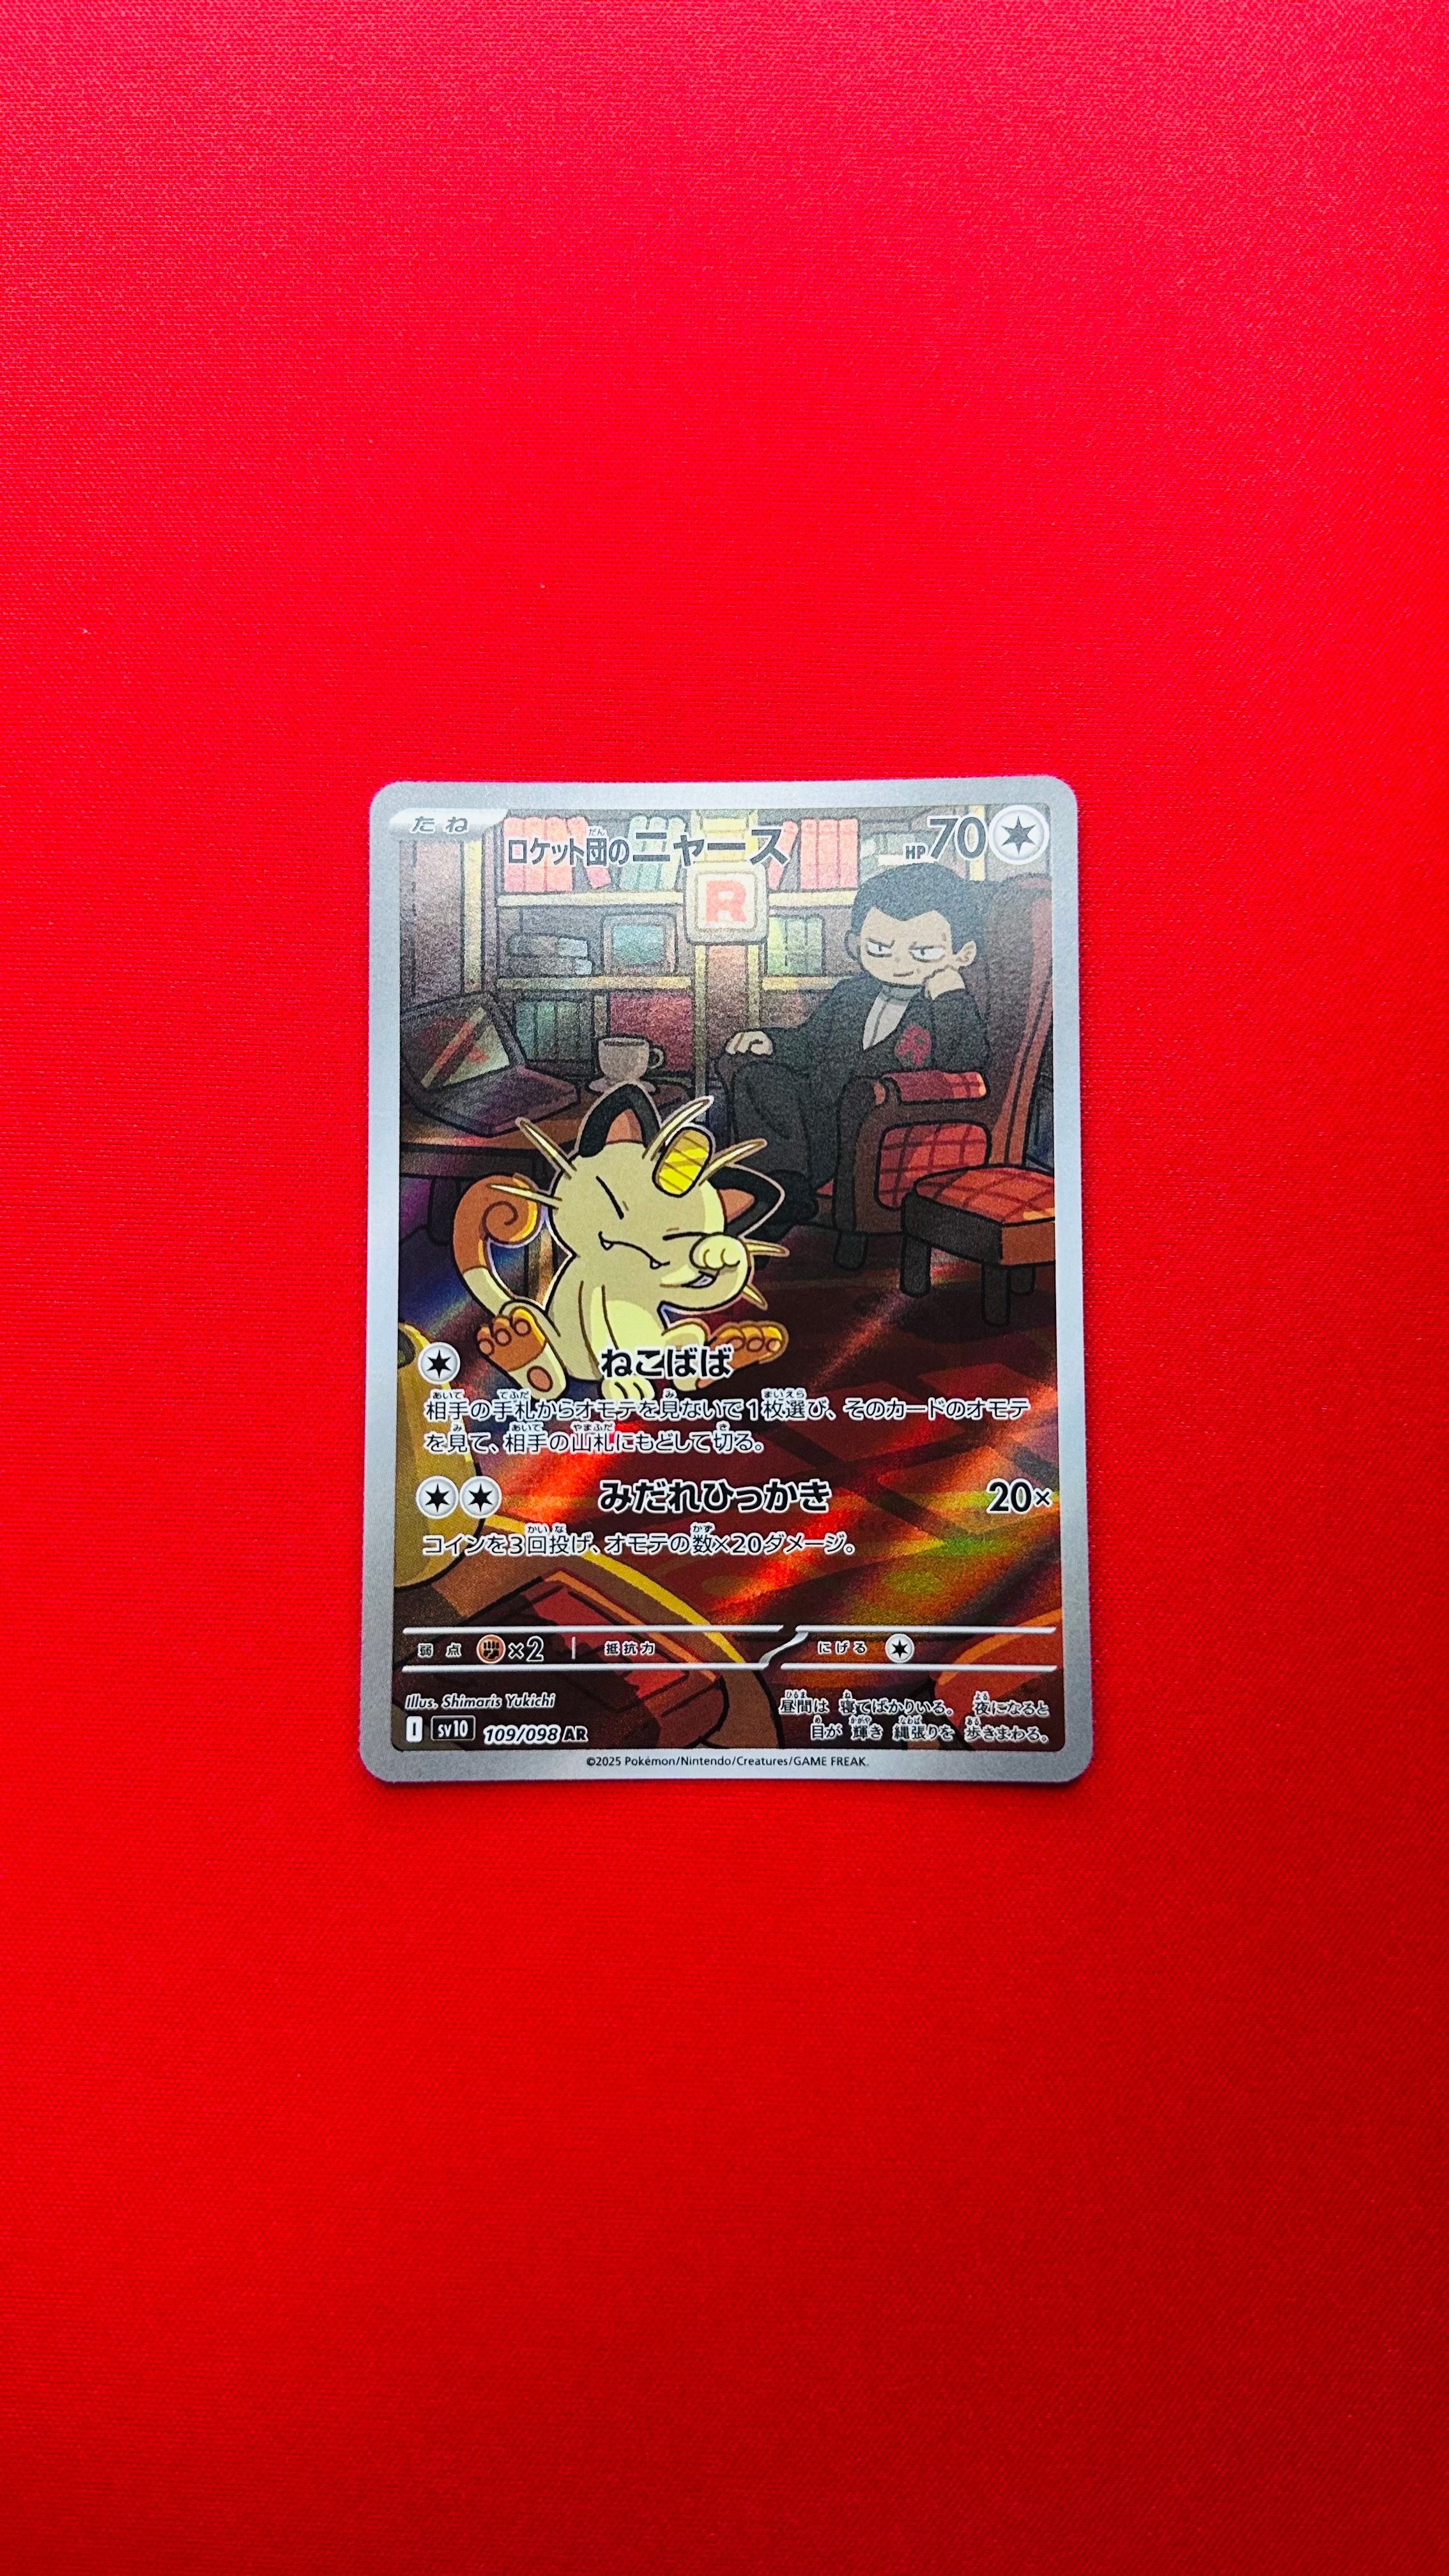 たね
ロケット団のニャース
HP70
R
ねこばば
相手の手札からオモテを見ないで1枚選び、そのカードのオモテ
を見て、相手の山札にもどして切る。
みだれひっかき 20×
コインを3回投げ、オモテの数×20ダメージ。
弱点 ×2 抵抗力 にげる
Illus. Shimaris Yukichi
昼間は 寝てばかりいる。 夜になると
目が 輝き 縄張りを 歩きまわる。
I sv10 109/098 AR
©2025 Pokémon/Nintendo/Creatures/GAME FREAK.